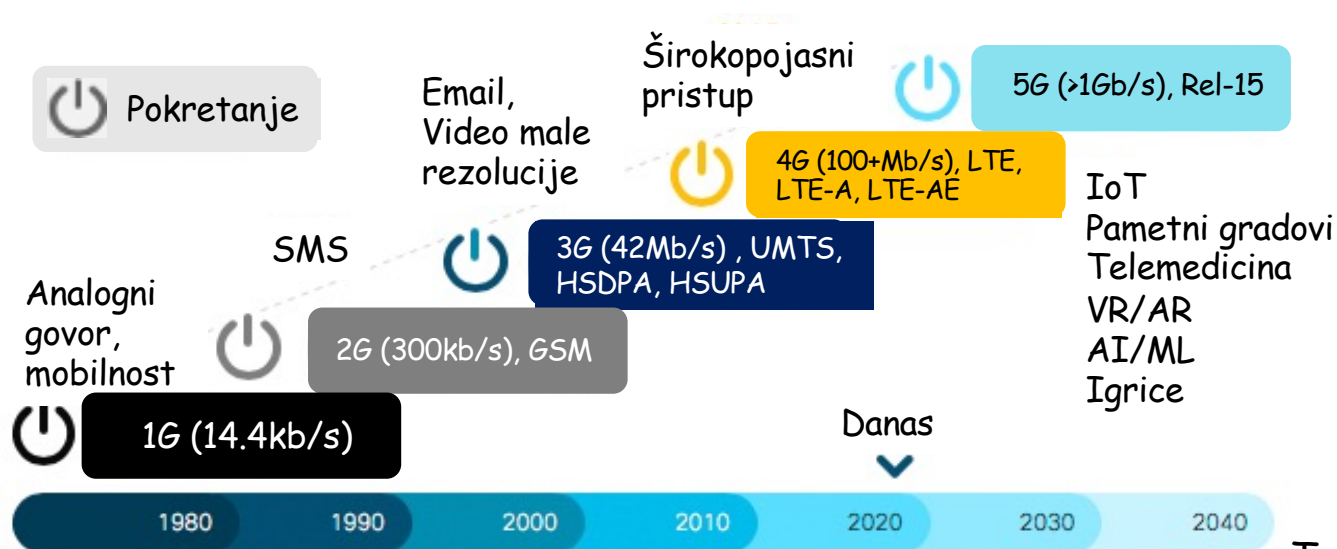 Pokretanje
Analogni
govor,
mobilnost
1G (14.4kb/s)
SMS
2G (300kb/s), GSM
Email,
Video male
rezolucije
3G (42Mb/s) , UMTS,
HSDPA, HSUPA
Širokopojasni
pristup
4G (100+Mb/s), LTE,
LTE-A, LTE-AE
5G (>1Gb/s), Rel-15
IoT
Pametni gradovi
Telemedicina
VR/AR
AI/ML
Igrice
Danas
1980 1990 2000 2010 2020 2030 2040